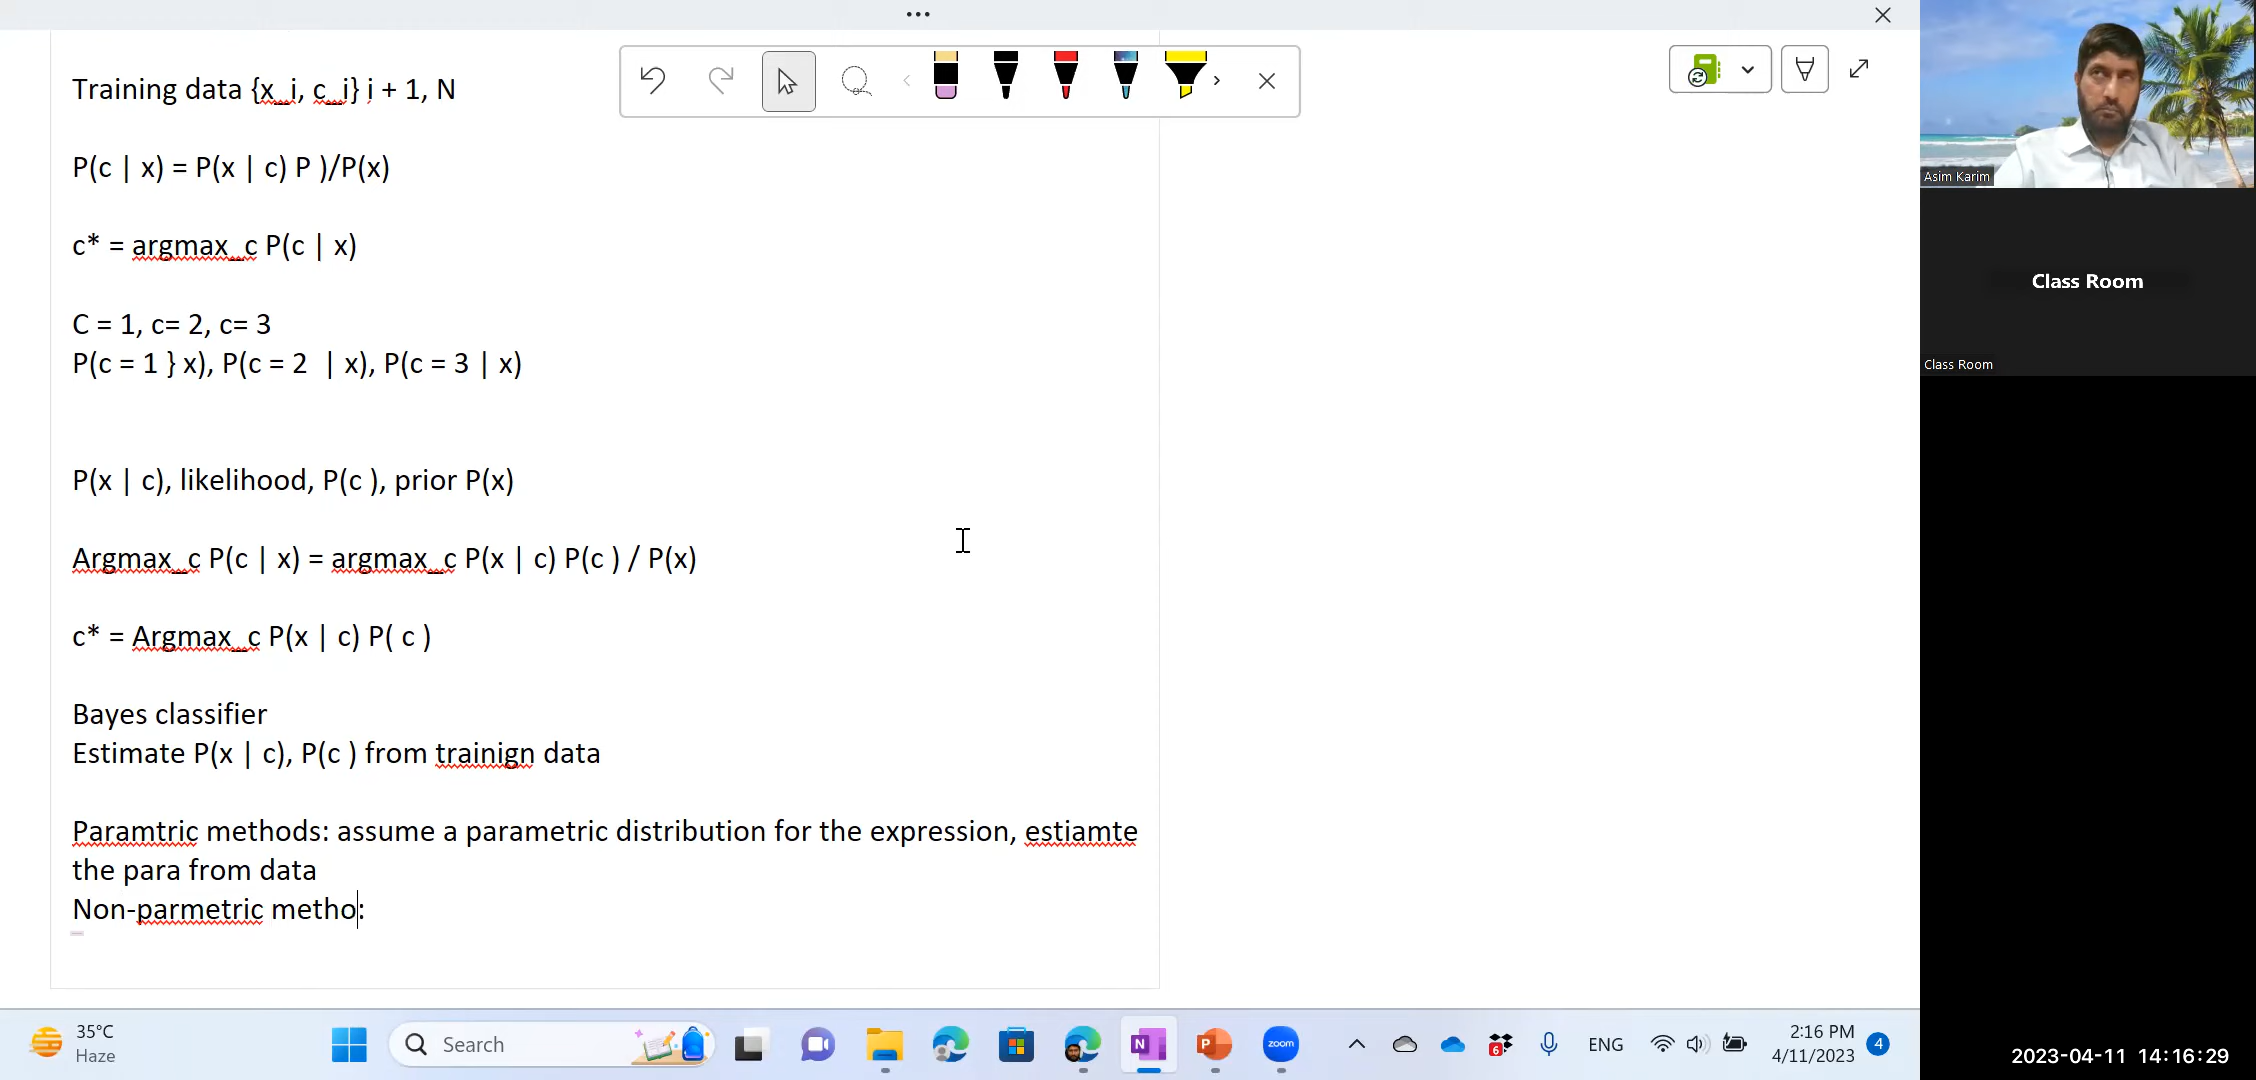 Training data {x_i, c_i} i + 1, N
P(c | x) = P(x | c) P )/P(x)
c* = argmax_c P(c | x)
C = 1, c= 2, c= 3
P(c = 1 } x), P(c = 2  | x), P(c = 3 | x)
P(x | c), likelihood, P(c ), prior P(x)
Argmax_c P(c | x) = argmax_c P(x | c) P(c ) / P(x)
c* = Argmax_c P(x | c) P( c )
Bayes classifier
Estimate P(x | c), P(c ) from trainign data
Paramtric methods: assume a parametric distribution for the expression, estiamte
the para from data
Non-parmetric metho:
Asim Karim
Class Room
Class Room
35°C
Haze
Search
N
P
zoom
6
ENG
2:16 PM
4/11/2023
4
2023-04-11 14:16:29